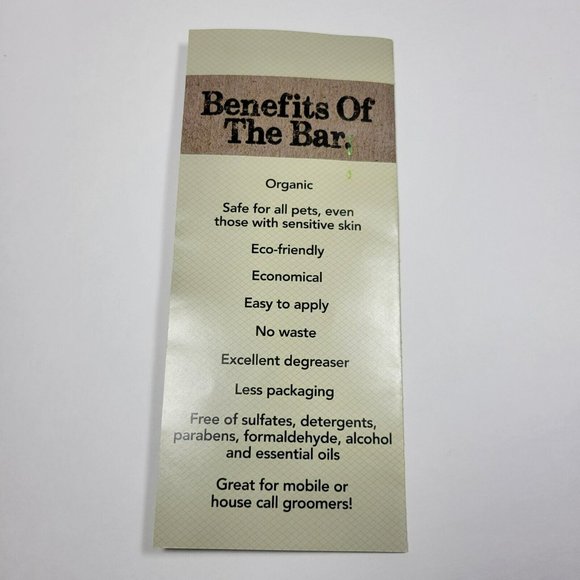 Benefits Of
The Bar.
Organic
Safe for all pets, even
those with sensitive skin
Eco-friendly
Economical
Easy to apply
No waste
Excellent degreaser
Less packaging
Free of sulfates, detergents,
parabens, formaldehyde, alcohol
and essential oils
Great for mobile or
house call groomers!